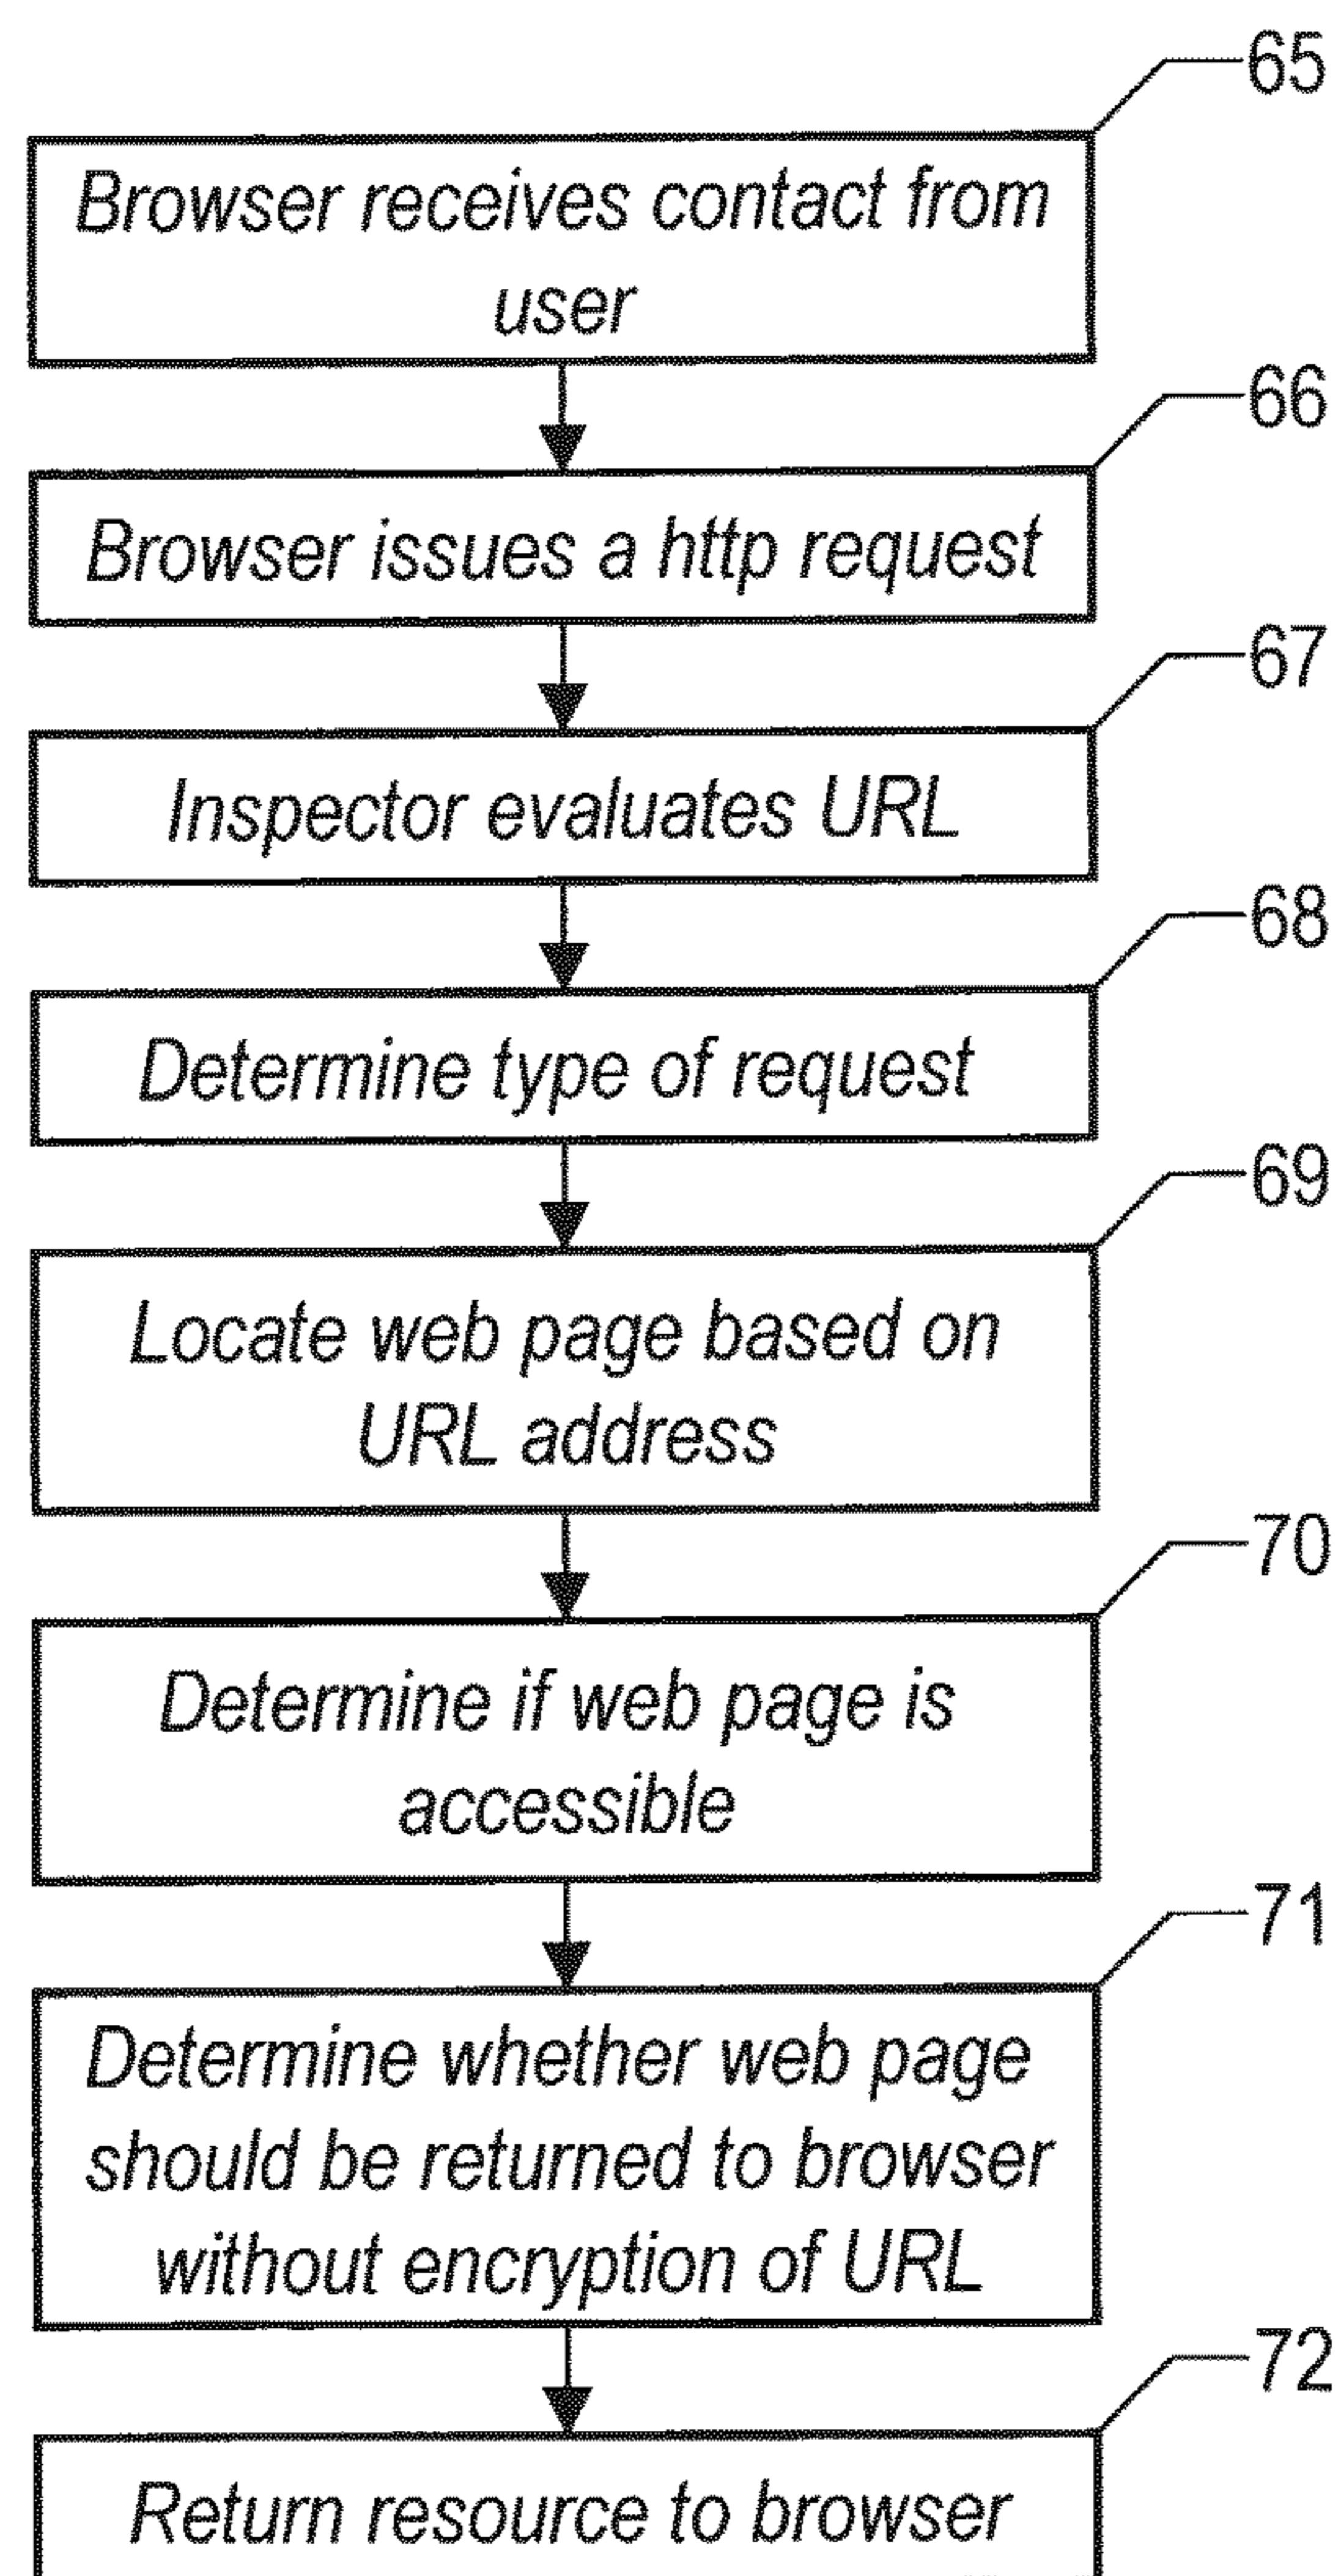 65
Browser receives contact from
user
66
Browser issues a http request
67
Inspector evaluates URL
68
Determine type of request
69
Locate web page based on
URL address
70
Determine if web page is
accessible
71
Determine whether web page
should be returned to browser
without encryption of URL
72
Return resource to browser